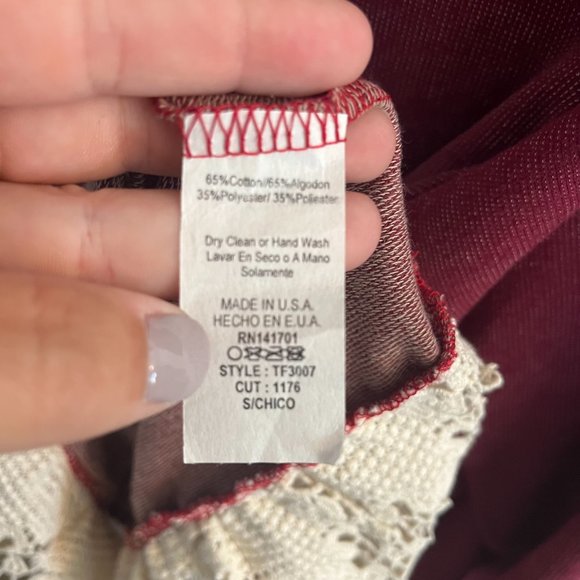 65%Cotton/65%Algodon
35%Polyester/ 35%Poliester
Dry Clean or Hand Wash
Lavar En Seco o A Mano
Solamente
MADE IN U.S.A.
HECHO EN E.U.A.
RN141701
STYLE : TF3007
CUT : 1176
S/CHICO